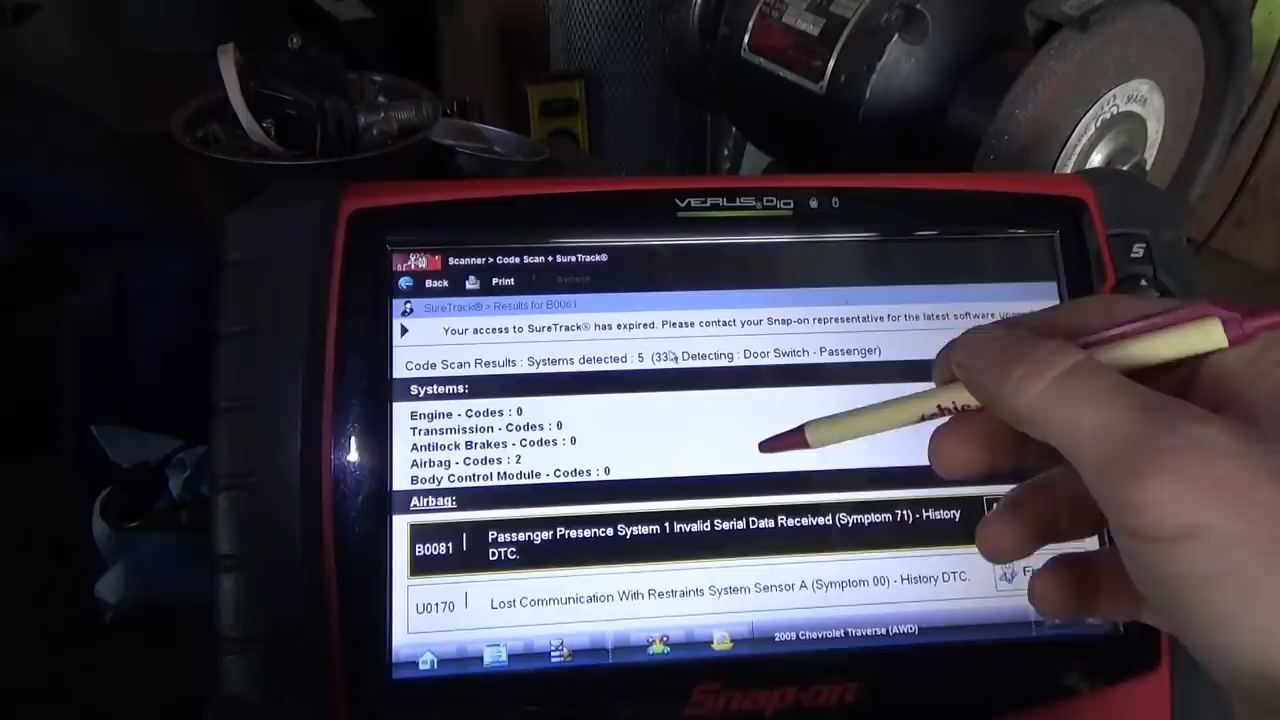 VERUS® D10
S
Scanner > Code Scan + SureTrack®
Back Print Refresh
SureTrack® > Results for B0081
Your access to SureTrack® has expired. Please contact your Snap-on representative for the latest software
Code Scan Results : Systems detected : 5 (33% Detecting : Door Switch - Passenger)
Systems:
Engine - Codes : 0
Transmission - Codes : 0
Antilock Brakes - Codes : 0
Airbag - Codes : 2
Body Control Module - Codes : 0
Airbag:
B0081 Passenger Presence System 1 Invalid Serial Data Received (Symptom 71) - History
DTC.
U0170 Lost Communication With Restraints System Sensor A (Symptom 00) - History DTC.
2009 Chevrolet Traverse (AWD)
Snap-on